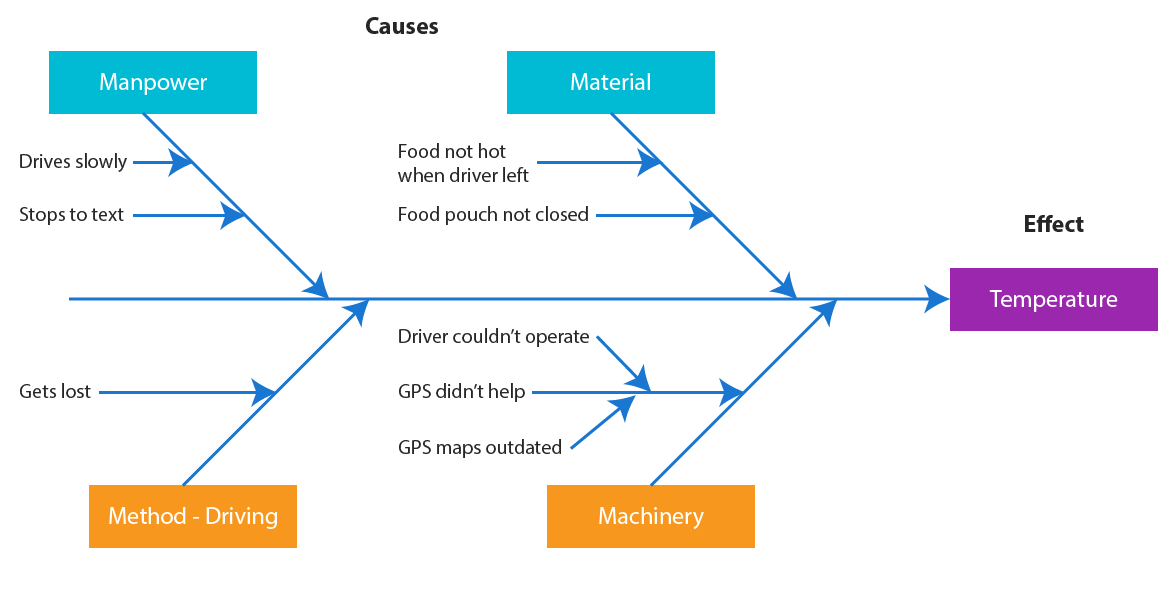 Causes
Manpower
Material
Drives slowly
Stops to text
Food not hot
when driver left
Food pouch not closed
Effect
Temperature
Driver couldn’t operate
Gets lost
GPS didn’t help
GPS maps outdated
Method - Driving
Machinery